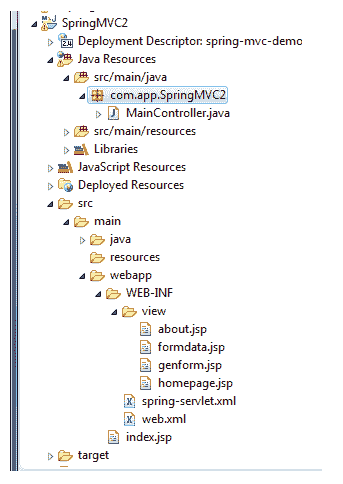 SpringMVC2
Deployment Descriptor: spring-mvc-demo
Java Resources
src/main/java
com.app.SpringMVC2
MainController.java
src/main/resources
Libraries
JavaScript Resources
Deployed Resources
src
main
java
resources
webapp
WEB-INF
view
about.jsp
formdata.jsp
genform.jsp
homepage.jsp
spring-servlet.xml
web.xml
index.jsp
target